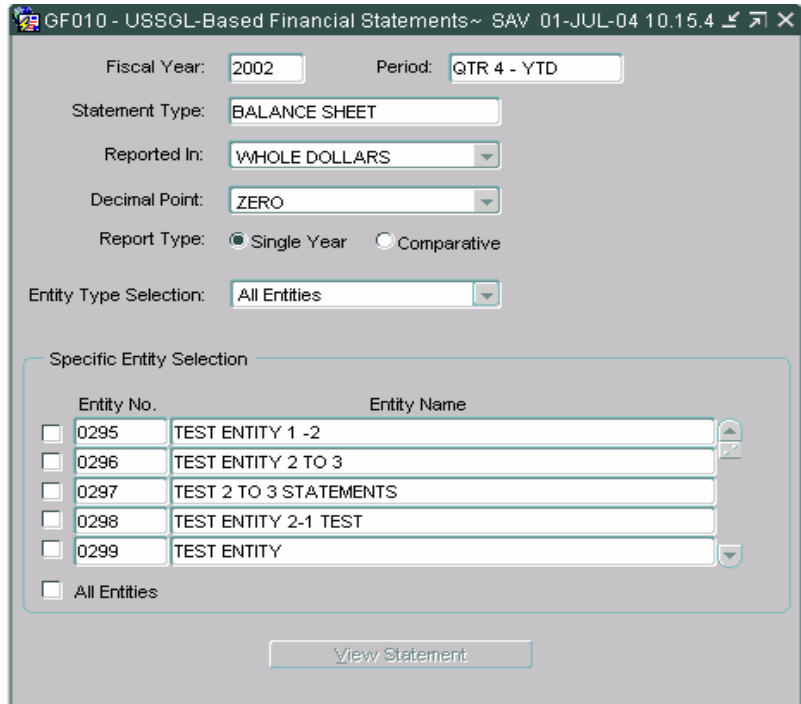 GF010 - USSGL-Based Financial Statements~ SAV 01-JUL-04 10.15.4
Fiscal Year: 2002 Period: QTR 4 - YTD
Statement Type: BALANCE SHEET
Reported In: WHOLE DOLLARS
Decimal Point: ZERO
Report Type: Single Year Comparative
Entity Type Selection: All Entities
Specific Entity Selection
Entity No. Entity Name
0295 TEST ENTITY 1 -2
0296 TEST ENTITY 2 TO 3
0297 TEST 2 TO 3 STATEMENTS
0298 TEST ENTITY 2-1 TEST
0299 TEST ENTITY
All Entities
View Statement